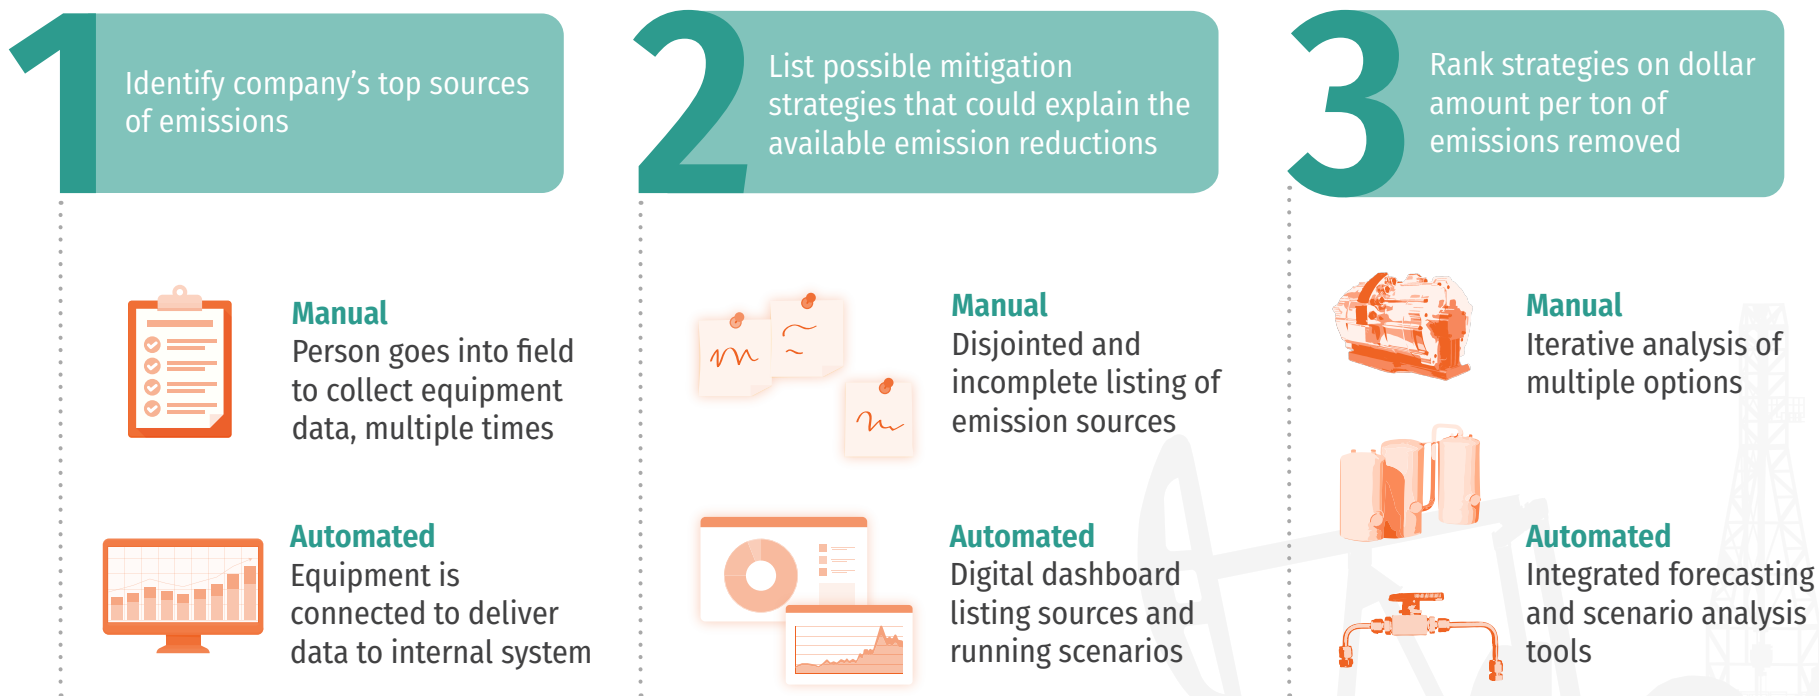 1
Identify company's top sources
of emissions
Manual
Person goes into field
to collect equipment
data, multiple times
Automated
Equipment is
connected to deliver
data to internal system
2
List possible mitigation
strategies that could explain the
available emission reductions
Manual
Disjointed and
incomplete listing of
emission sources
Automated
Digital dashboard
listing sources and
running scenarios
3
Rank strategies on dollar
amount per ton of
emissions removed
Manual
Iterative analysis of
multiple options
Automated
Integrated forecasting
and scenario analysis
tools